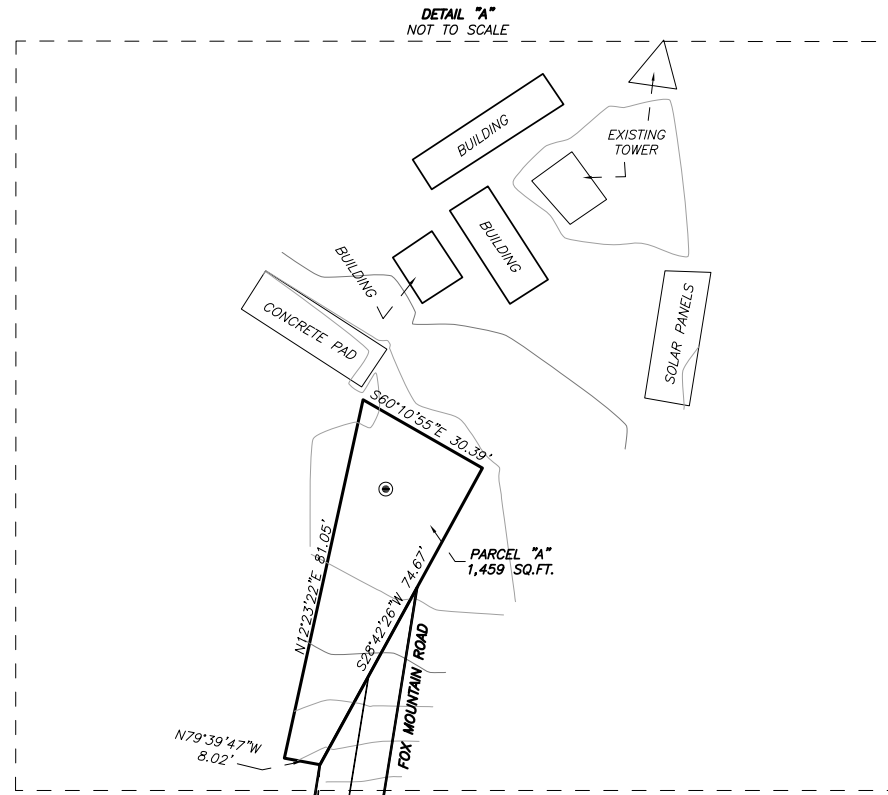 DETAIL "A"
NOT TO SCALE
BUILDING
EXISTING
TOWER
BUILDING
BUILDING
CONCRETE PAD
SOLAR PANELS
S60°10'55"E 30.39'
N12°23'22"E 81.05'
S28°42'26"W 74.67'
PARCEL "A"
1,459 SQ.FT.
FOX MOUNTAIN ROAD
N79°39'47"W
8.02'